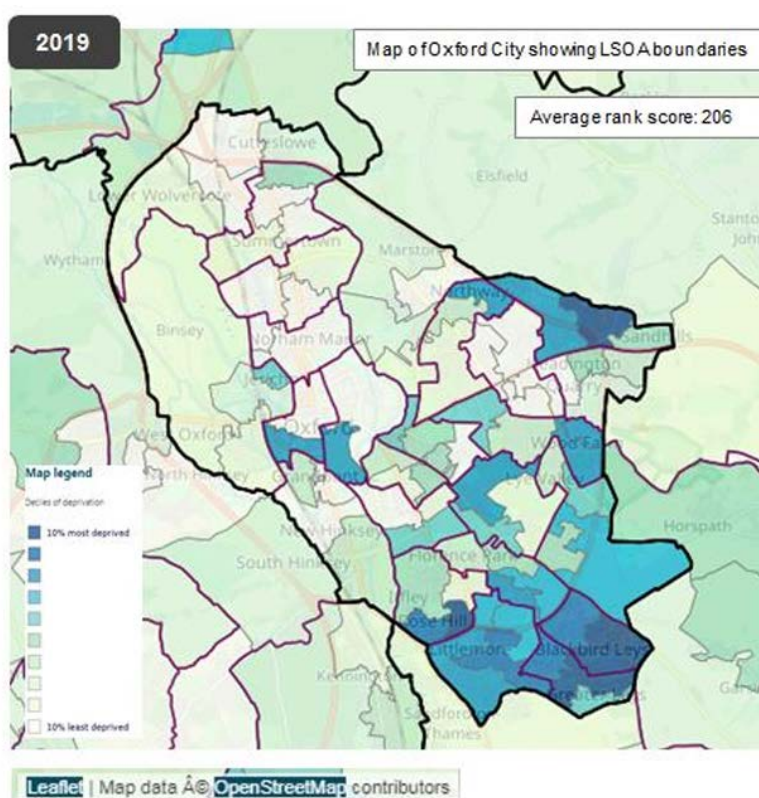 2019
Map of Oxford City showing LSOA boundaries
Average rank score: 206
Cutteslowe
Elsfield
Lower Wolvercote
Stanto
Joh
Summertown
Marston
Wytham
Northway
Binsey
Sandhills
Norham Manor
Headington
Quarry
Jericho
Oxford
West Oxford
Wood Farm
Map legend
North Hinksey
Grandpont
Lye Valley
Deciles of deprivation
10% most deprived
New Hinksey
Horspath
South Hinksey
Florence Park
Iffley
Rose Hill
Littlemore
Blackbird Leys
Kennington
Greater Leys
Gar
Sandford-on
Thames
10% least deprived
Leaflet | Map data Â© OpenStreetMap contributors